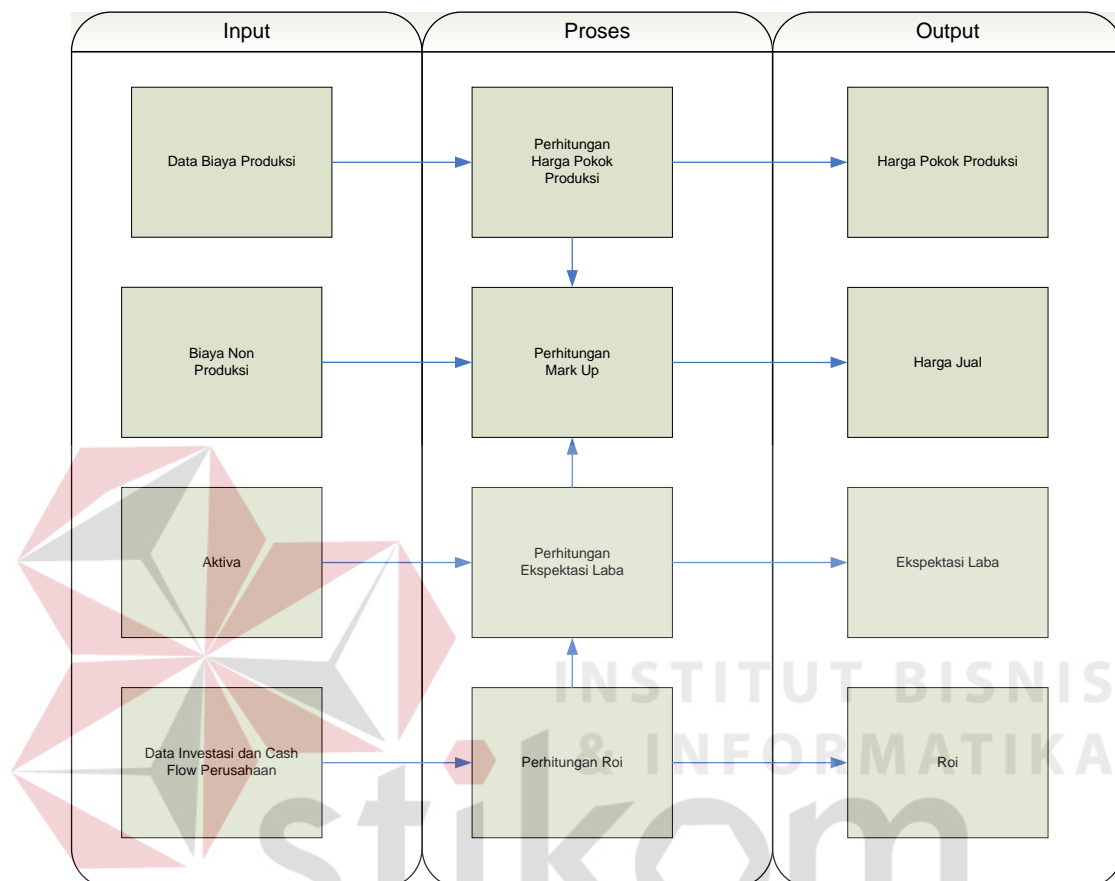 Input
Proses
Output
Data Biaya Produksi
Perhitungan
Harga Pokok
Produksi
Harga Pokok Produksi
Biaya Non
Produksi
Perhitungan
Mark Up
Harga Jual
Aktiva
Perhitungan
Ekspektasi Laba
Ekspektasi Laba
Data Investasi dan Cash
Flow Perusahaan
Perhitungan Roi
Roi
INSTITUT BISNIS
& INFORMATIKA
stikom